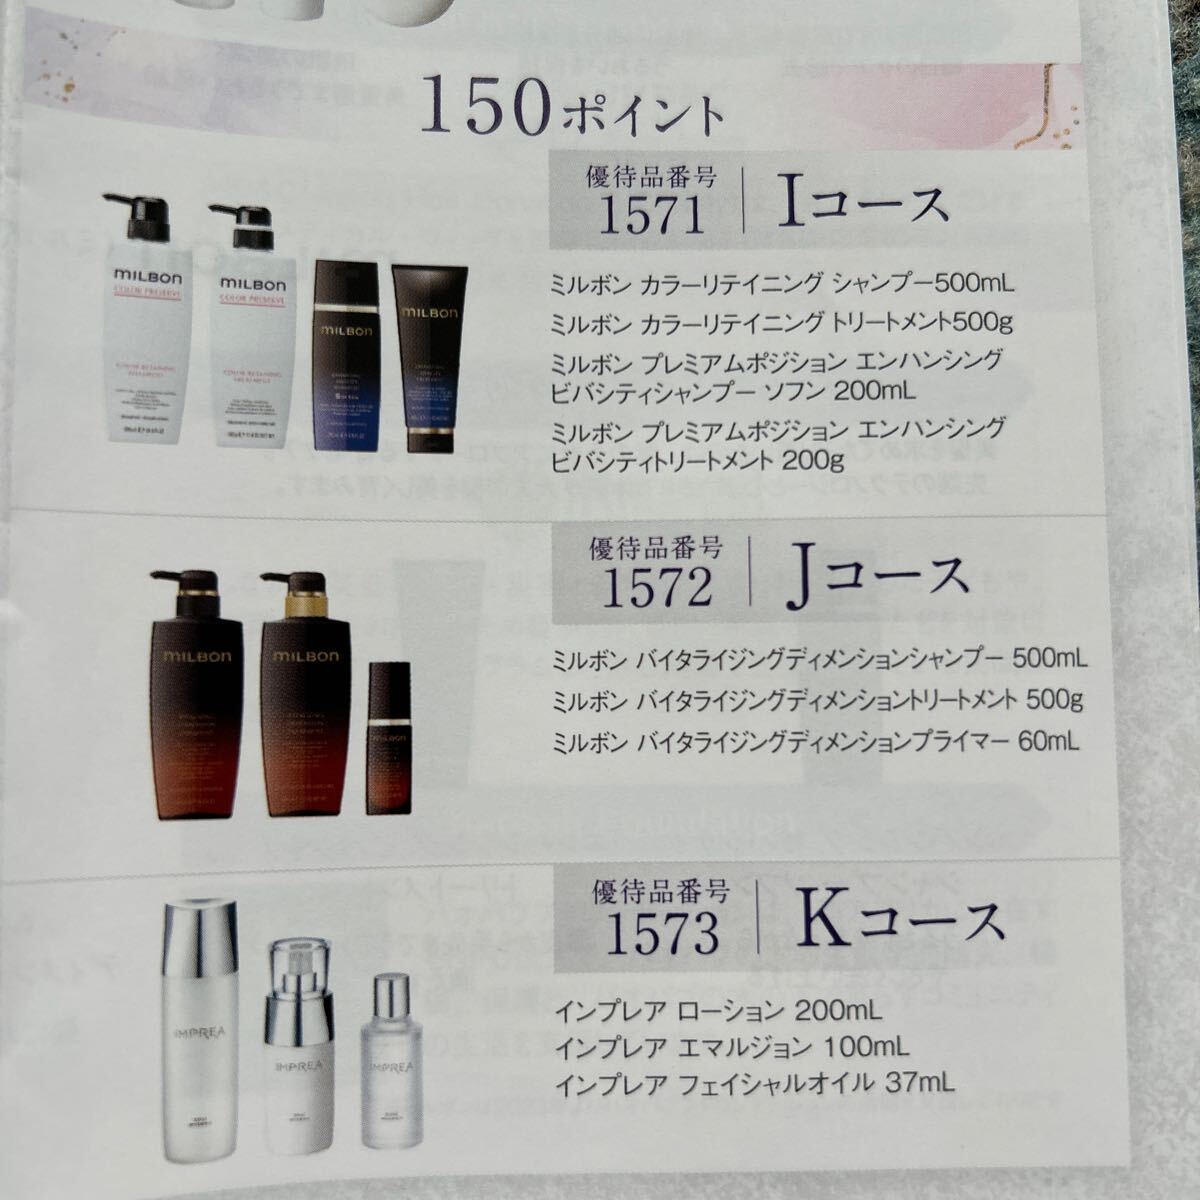 150ポイント
優待品番号
1571
Iコース
MILBON
COLOR PRESERVE
COLOR RETAINING
MILBON
COLOR PRESERVE
COLOR RETAINING
MILBON
MILBON
ミルボン カラーリテイニング シャンプー500mL
ミルボン カラーリテイニング トリートメント500g
ミルボン プレミアムポジション エンハンシング
ビバシティシャンプー ソフン 200mL
ミルボン プレミアムポジション エンハンシング
ビバシティトリートメント 200g
優待品番号
1572
Jコース
MILBON
MILBON
MILBON
ミルボン バイタライジングディメンションシャンプー 500mL
ミルボン バイタライジングディメンショントリートメント 500g
ミルボン バイタライジングディメンションプライマー 60mL
優待品番号
1573
Kコース
IMPREA
IMPREA
IMPREA
インプレア ローション 200mL
インプレア エマルジョン 100mL
インプレア フェイシャルオイル 37mL